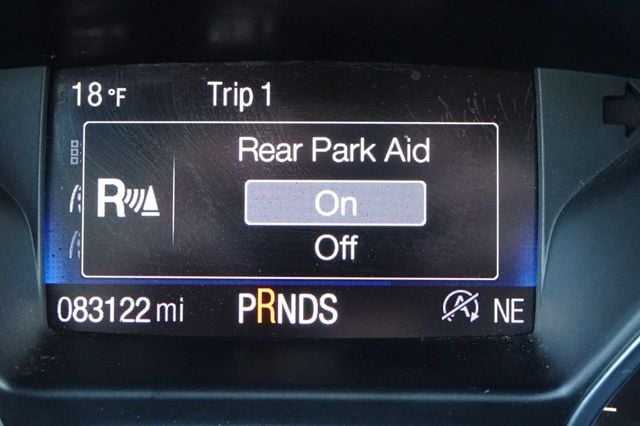 18°F Trip 1
Rear Park Aid
R
On
Off
083122 mi PRNDS A NE